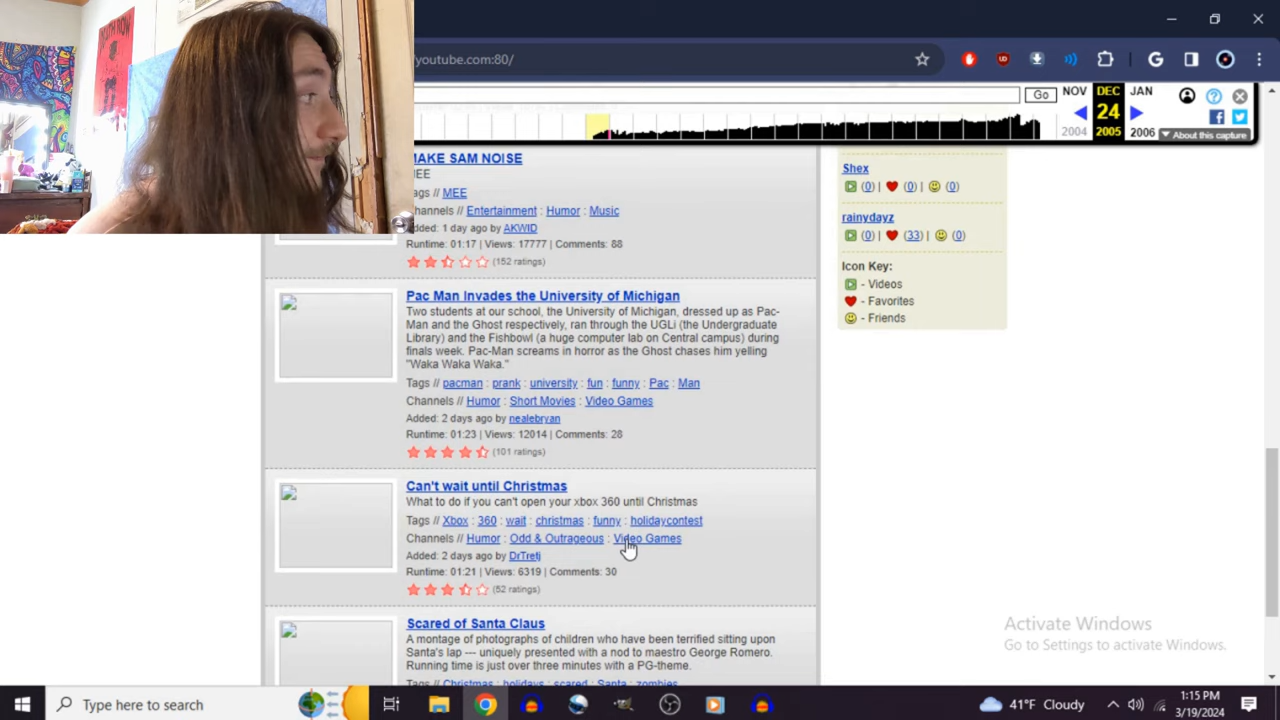 TRUTH NOW
youtube.com:80/
Go
NOV
DEC
JAN
24
2004
2005
2006
About this capture
MAKE SAM NOISE
MEE
Tags // MEE
Channels // Entertainment : Humor : Music
Added: 1 day ago by AKWID
Runtime: 01:17 | Views: 17777 | Comments: 88
(152 ratings)
Pac Man Invades the University of Michigan
Two students at our school, the University of Michigan, dressed up as Pac-
Man and the Ghost respectively, ran through the UGLi (the Undergraduate
Library) and the Fishbowl (a huge computer lab on Central campus) during
finals week. Pac-Man screams in horror as the Ghost chases him yelling
"Waka Waka Waka."
Tags // pacman : prank : university : fun : funny : Pac : Man
Channels // Humor : Short Movies : Video Games
Added: 2 days ago by nealebryan
Runtime: 01:23 | Views: 12014 | Comments: 28
(101 ratings)
Can't wait until Christmas
What to do if you can't open your xbox 360 until Christmas
Tags // Xbox : 360 : wait : christmas : funny : holidaycontest
Channels // Humor : Odd & Outrageous : Video Games
Added: 2 days ago by DrTretj
Runtime: 01:21 | Views: 6319 | Comments: 30
(52 ratings)
Scared of Santa Claus
A montage of photographs of children who have been terrified sitting upon
Santa's lap --- uniquely presented with a nod to maestro George Romero.
Running time is just over three minutes with a PG-theme.
Tags // Christmas : holidays : scared : Santa : zombies
Shex
(0) | (0) | (0)
rainydayz
(0) | (33) | (0)
Icon Key:
- Videos
- Favorites
- Friends
Activate Windows
Go to Settings to activate Windows.
Type here to search
41°F Cloudy
1:15 PM
3/19/2024